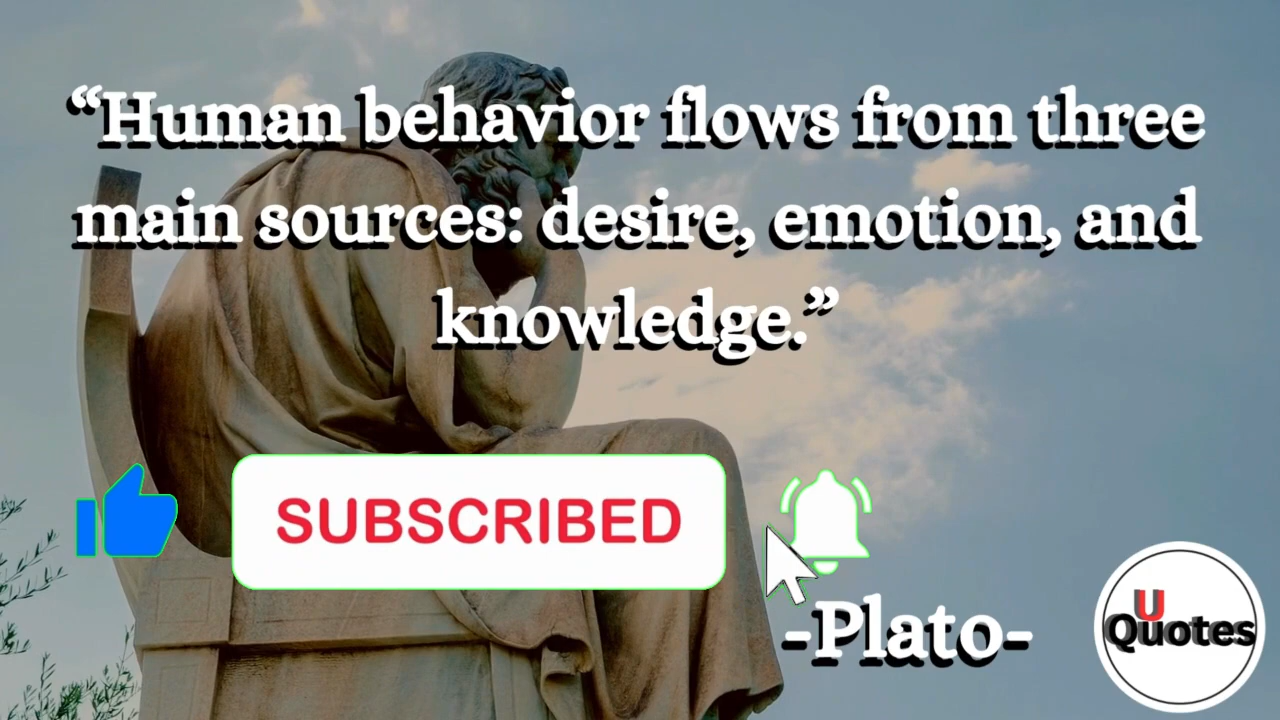 “Human behavior flows from three
main sources: desire, emotion, and
knowledge.”
SUBSCRIBED
-Plato-
U
Quotes